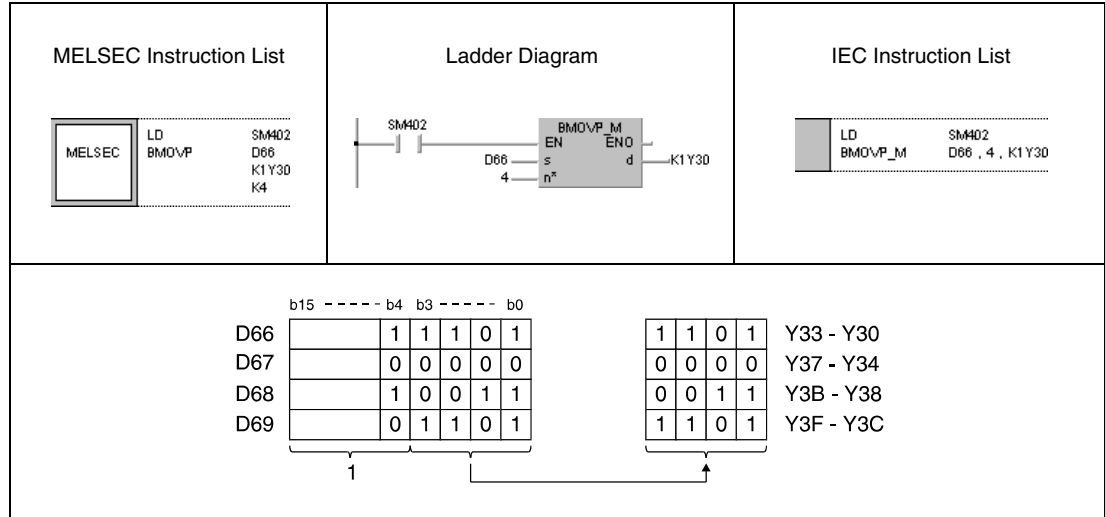 MELSEC Instruction List
MELSEC
LD SM402
BMOVP D66
K1Y30
K4
Ladder Diagram
SM402
BMOVP_M
EN ENO
D66 s d K1Y30
4 n*
IEC Instruction List
LD SM402
BMOVP_M D66 , 4 , K1Y30
b15 - - - - - b4 b3 - - - - - b0
D66 1 1 1 0 1 1 1 0 1 Y33 - Y30
D67 0 0 0 0 0 0 0 0 0 Y37 - Y34
D68 1 0 0 1 1 0 0 1 1 Y3B - Y38
D69 0 1 1 0 1 1 1 0 1 Y3F - Y3C
1